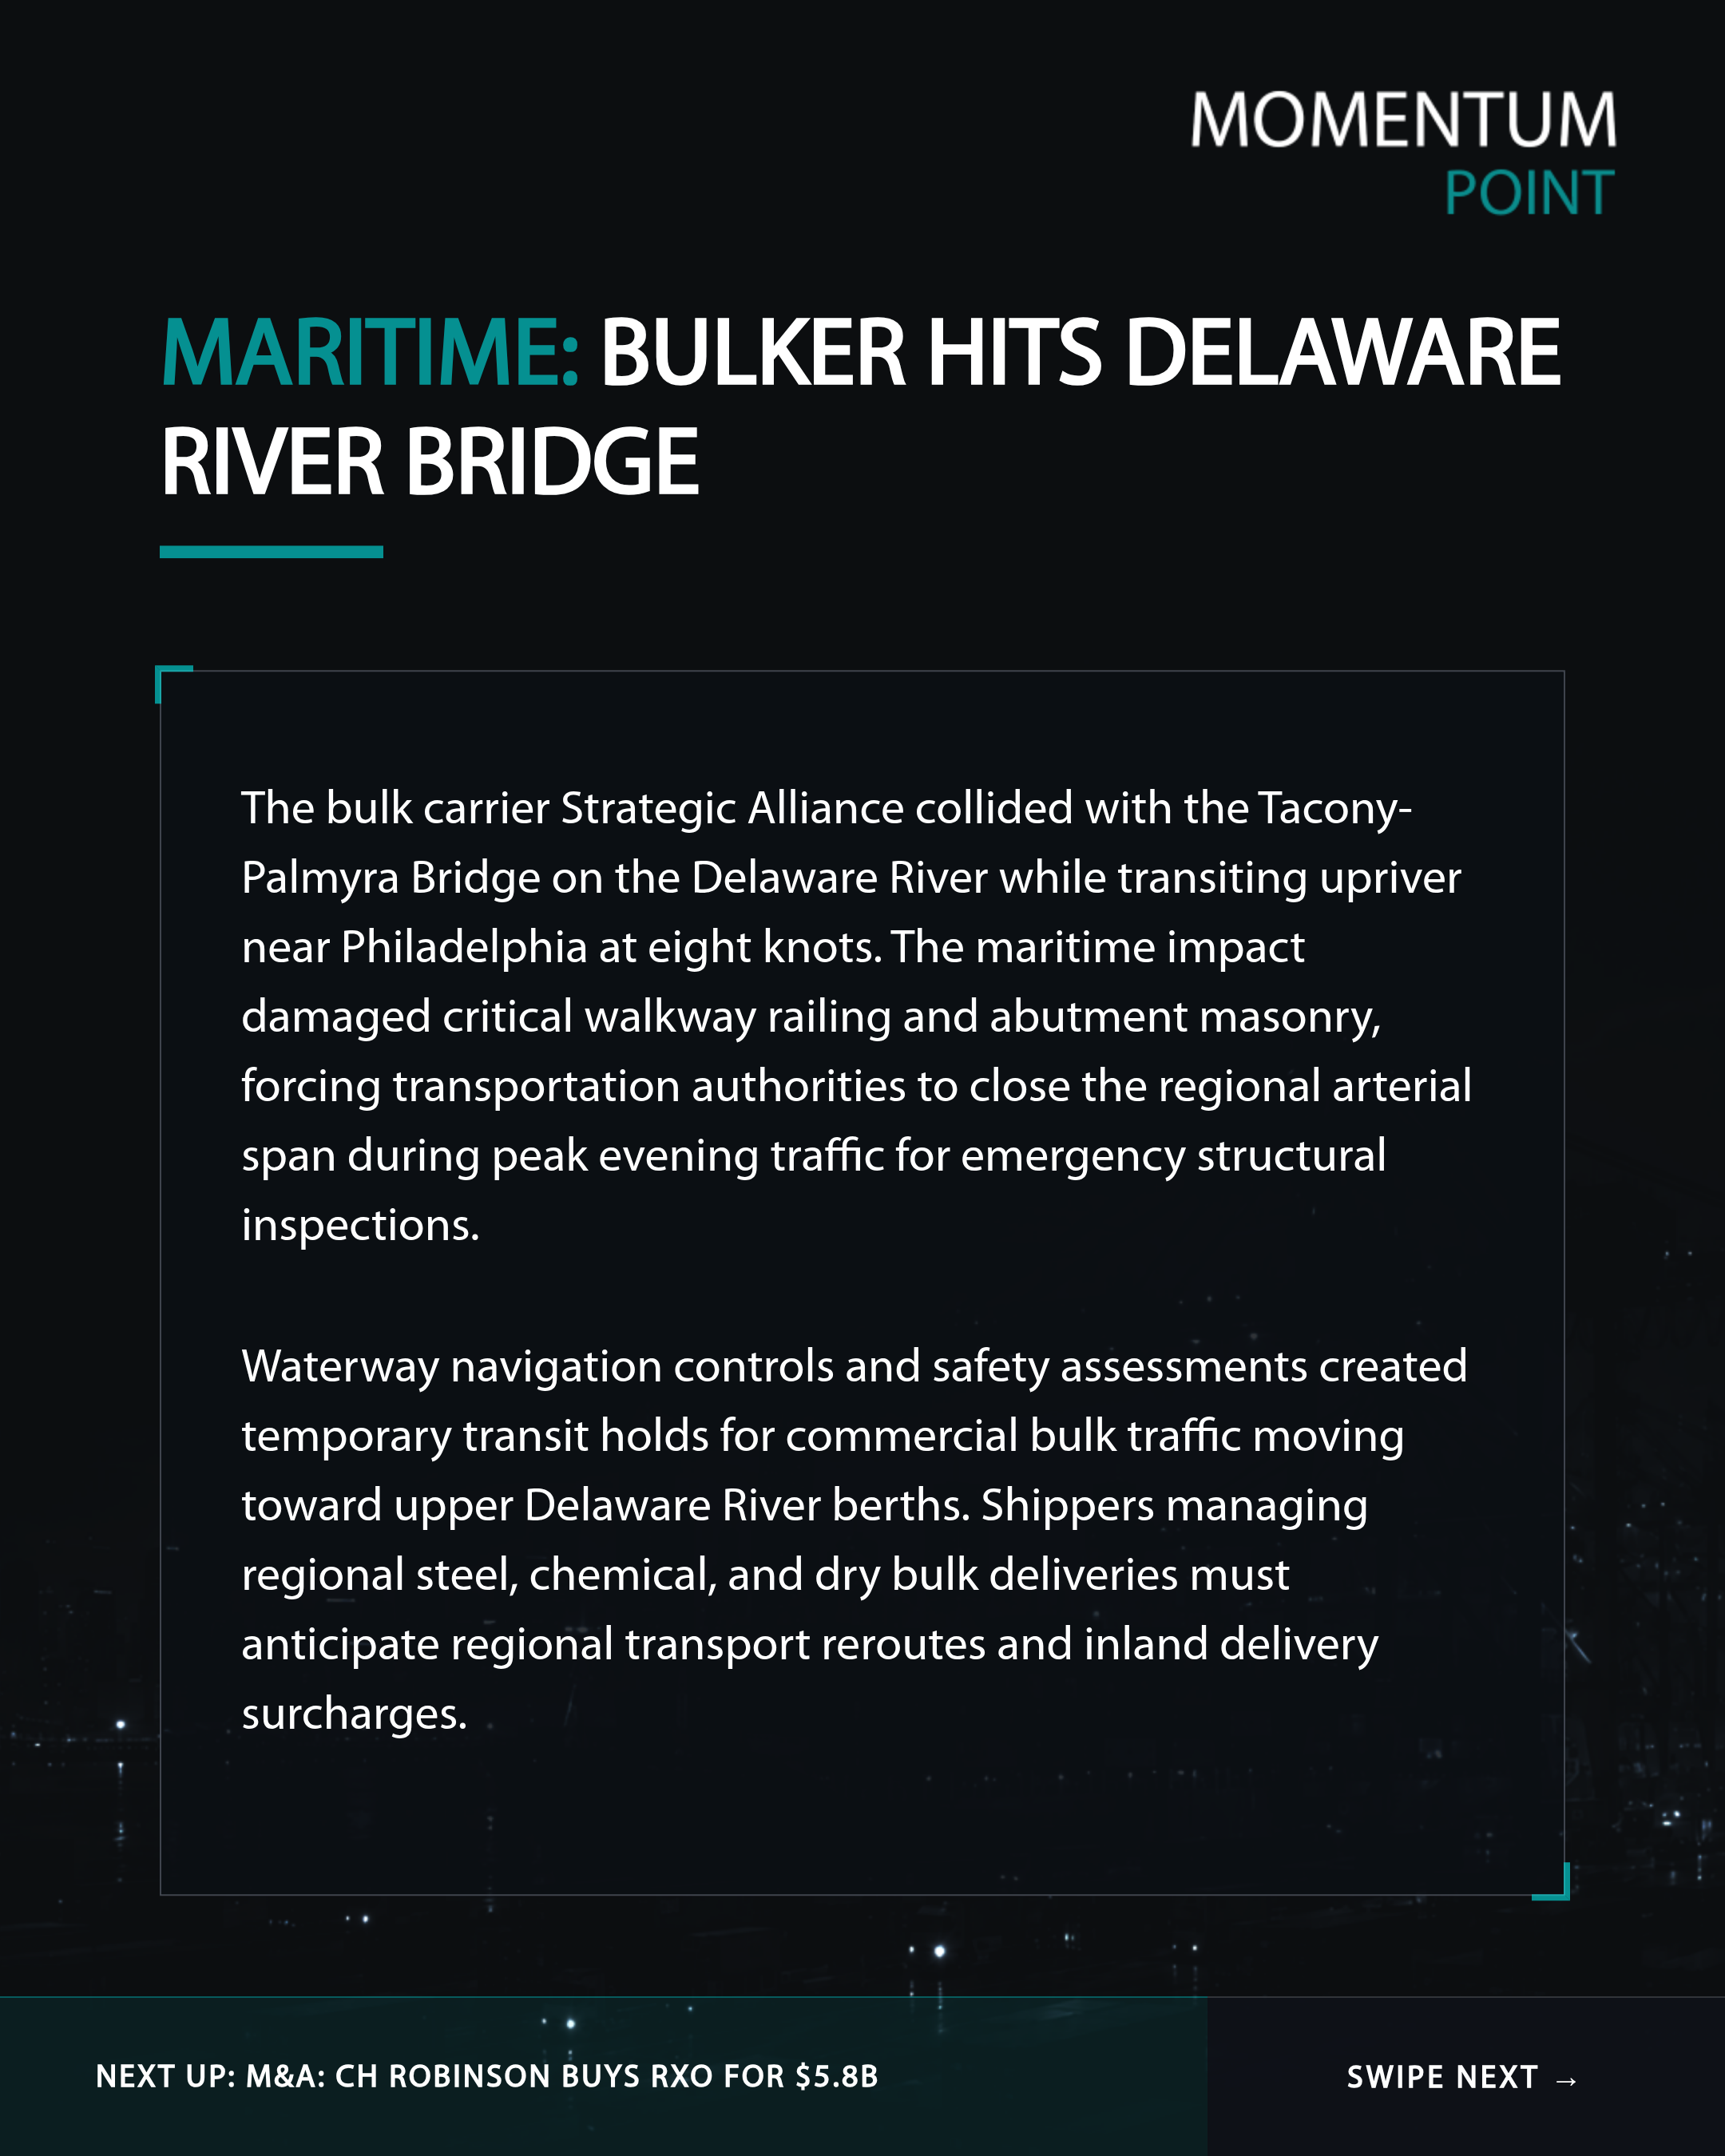 MOMENTUM
POINT
MARITIME: BULKER HITS DELAWARE
RIVER BRIDGE
The bulk carrier Strategic Alliance collided with the Tacony-
Palmyra Bridge on the Delaware River while transiting upriver
near Philadelphia at eight knots. The maritime impact
damaged critical walkway railing and abutment masonry,
forcing transportation authorities to close the regional arterial
span during peak evening traffic for emergency structural
inspections.
Waterway navigation controls and safety assessments created
temporary transit holds for commercial bulk traffic moving
toward upper Delaware River berths. Shippers managing
regional steel, chemical, and dry bulk deliveries must
anticipate regional transport reroutes and inland delivery
surcharges.
NEXT UP: M&A: CH ROBINSON BUYS RXO FOR $5.8B
SWIPE NEXT →